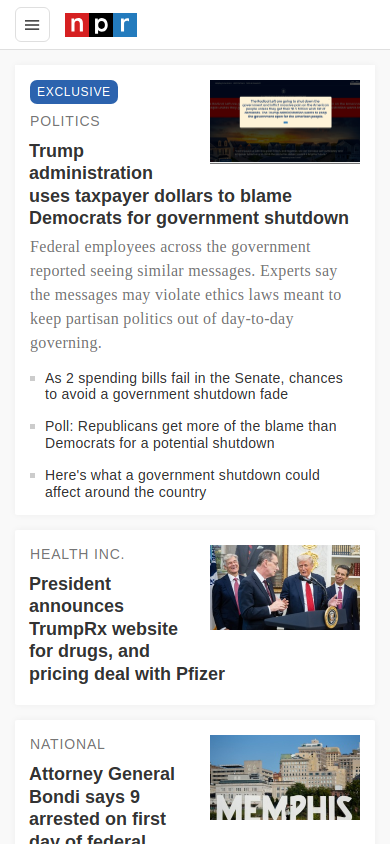 npr
EXCLUSIVE
POLITICS
Trump
administration
uses taxpayer dollars to blame
Democrats for government shutdown
Federal employees across the government
reported seeing similar messages. Experts say
the messages may violate ethics laws meant to
keep partisan politics out of day-to-day
governing.
As 2 spending bills fail in the Senate, chances
to avoid a government shutdown fade
Poll: Republicans get more of the blame than
Democrats for a potential shutdown
Here's what a government shutdown could
affect around the country
HEALTH INC.
President
announces
TrumpRx website
for drugs, and
pricing deal with Pfizer
NATIONAL
Attorney General
Bondi says 9
arrested on first
day of federal
MEMPHIS